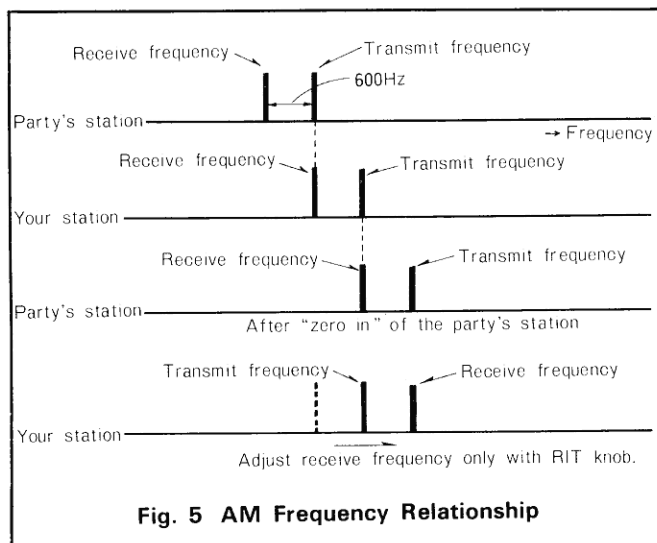 Receive frequency
Transmit frequency
600Hz
Party's station
→ Frequency
Receive frequency
Transmit frequency
Your station
Receive frequency
Transmit frequency
Party's station
After "zero in" of the party's station
Transmit frequency
Receive frequency
Your station
Adjust receive frequency only with RIT knob.
Fig. 5 AM Frequency Relationship